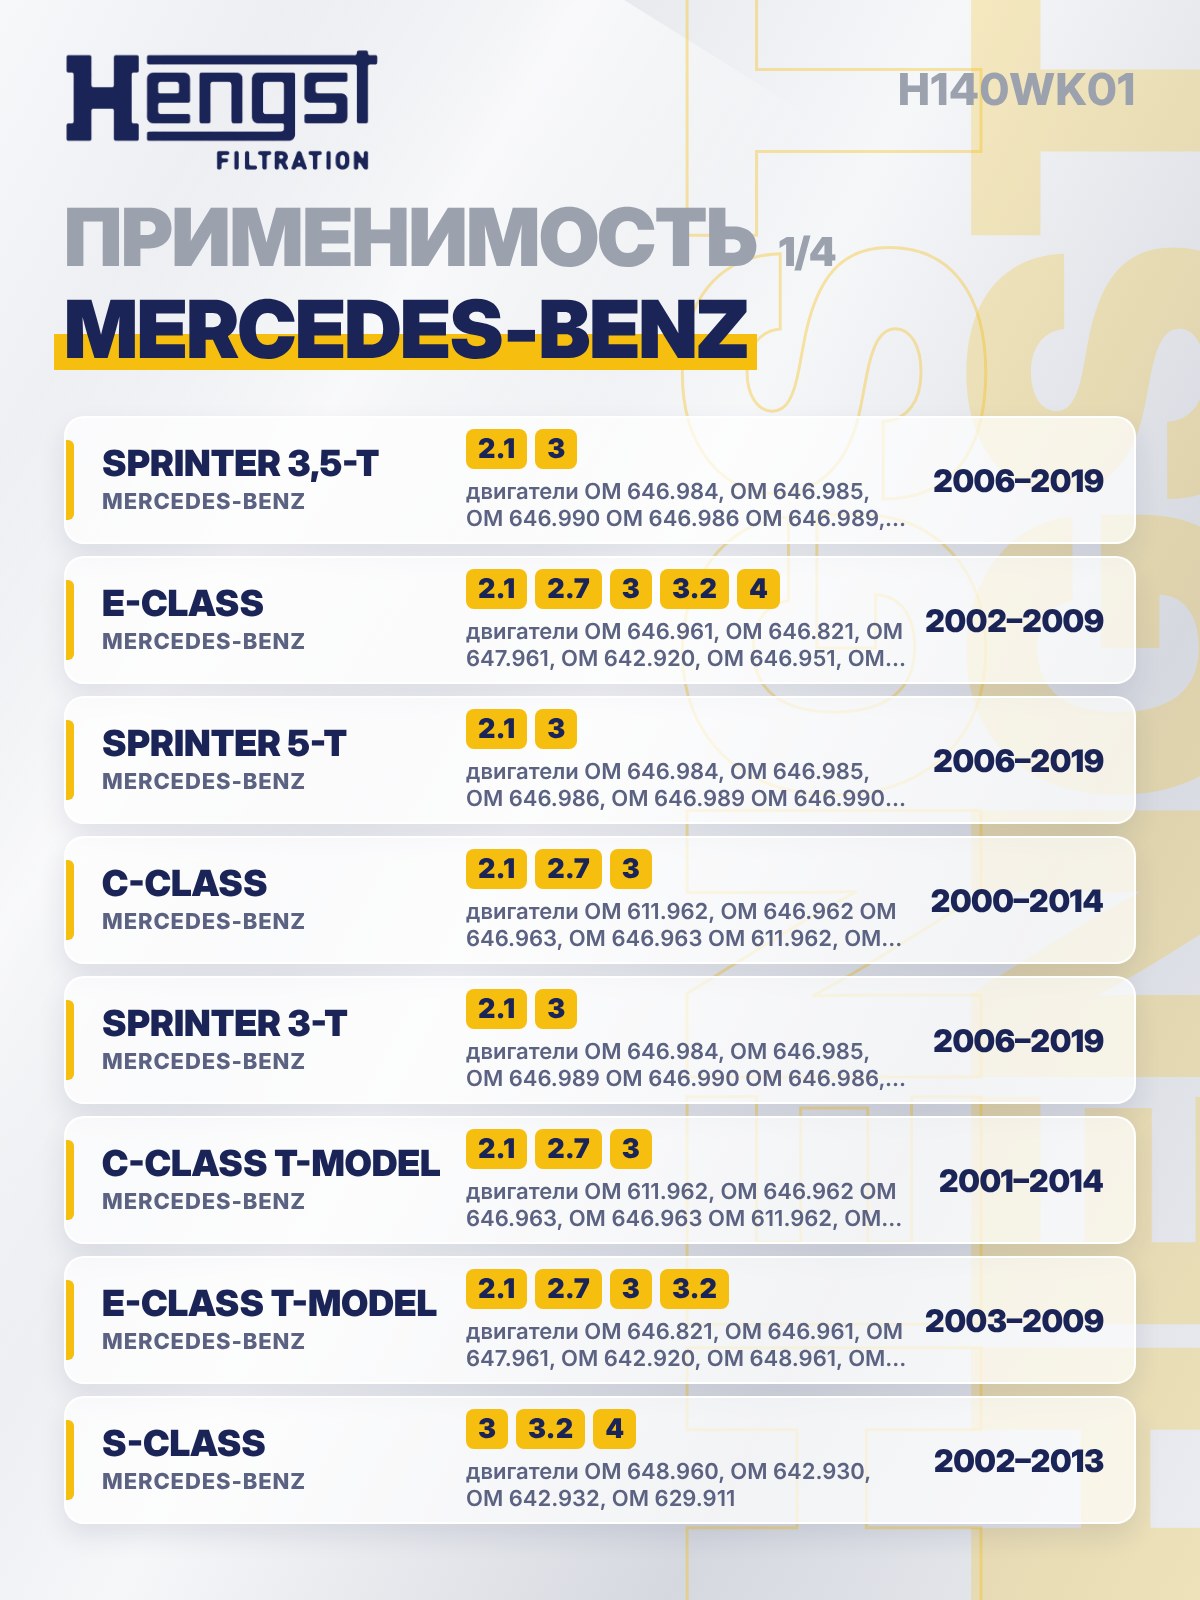 Hengst
FILTRATION
H140WK01
ПРИМЕНИМОСТЬ 1/4
MERCEDES-BENZ
SPRINTER 3,5-T
MERCEDES-BENZ
2.1 3
двигатели OM 646.984, OM 646.985,
OM 646.990 OM 646.986 OM 646.989,...
2006–2019
E-CLASS
MERCEDES-BENZ
2.1 2.7 3 3.2 4
двигатели OM 646.961, OM 646.821, OM
647.961, OM 642.920, OM 646.951, OM...
2002–2009
SPRINTER 5-T
MERCEDES-BENZ
2.1 3
двигатели OM 646.984, OM 646.985,
OM 646.986, OM 646.989 OM 646.990...
2006–2019
C-CLASS
MERCEDES-BENZ
2.1 2.7 3
двигатели OM 611.962, OM 646.962 OM
646.963, OM 646.963 OM 611.962, OM...
2000–2014
SPRINTER 3-T
MERCEDES-BENZ
2.1 3
двигатели OM 646.984, OM 646.985,
OM 646.989 OM 646.990 OM 646.986,...
2006–2019
C-CLASS T-MODEL
MERCEDES-BENZ
2.1 2.7 3
двигатели OM 611.962, OM 646.962 OM
646.963, OM 646.963 OM 611.962, OM...
2001–2014
E-CLASS T-MODEL
MERCEDES-BENZ
2.1 2.7 3 3.2
двигатели OM 646.821, OM 646.961, OM
647.961, OM 642.920, OM 648.961, OM...
2003–2009
S-CLASS
MERCEDES-BENZ
3 3.2 4
двигатели OM 648.960, OM 642.930,
OM 642.932, OM 629.911
2002–2013
HENGST
HENGST